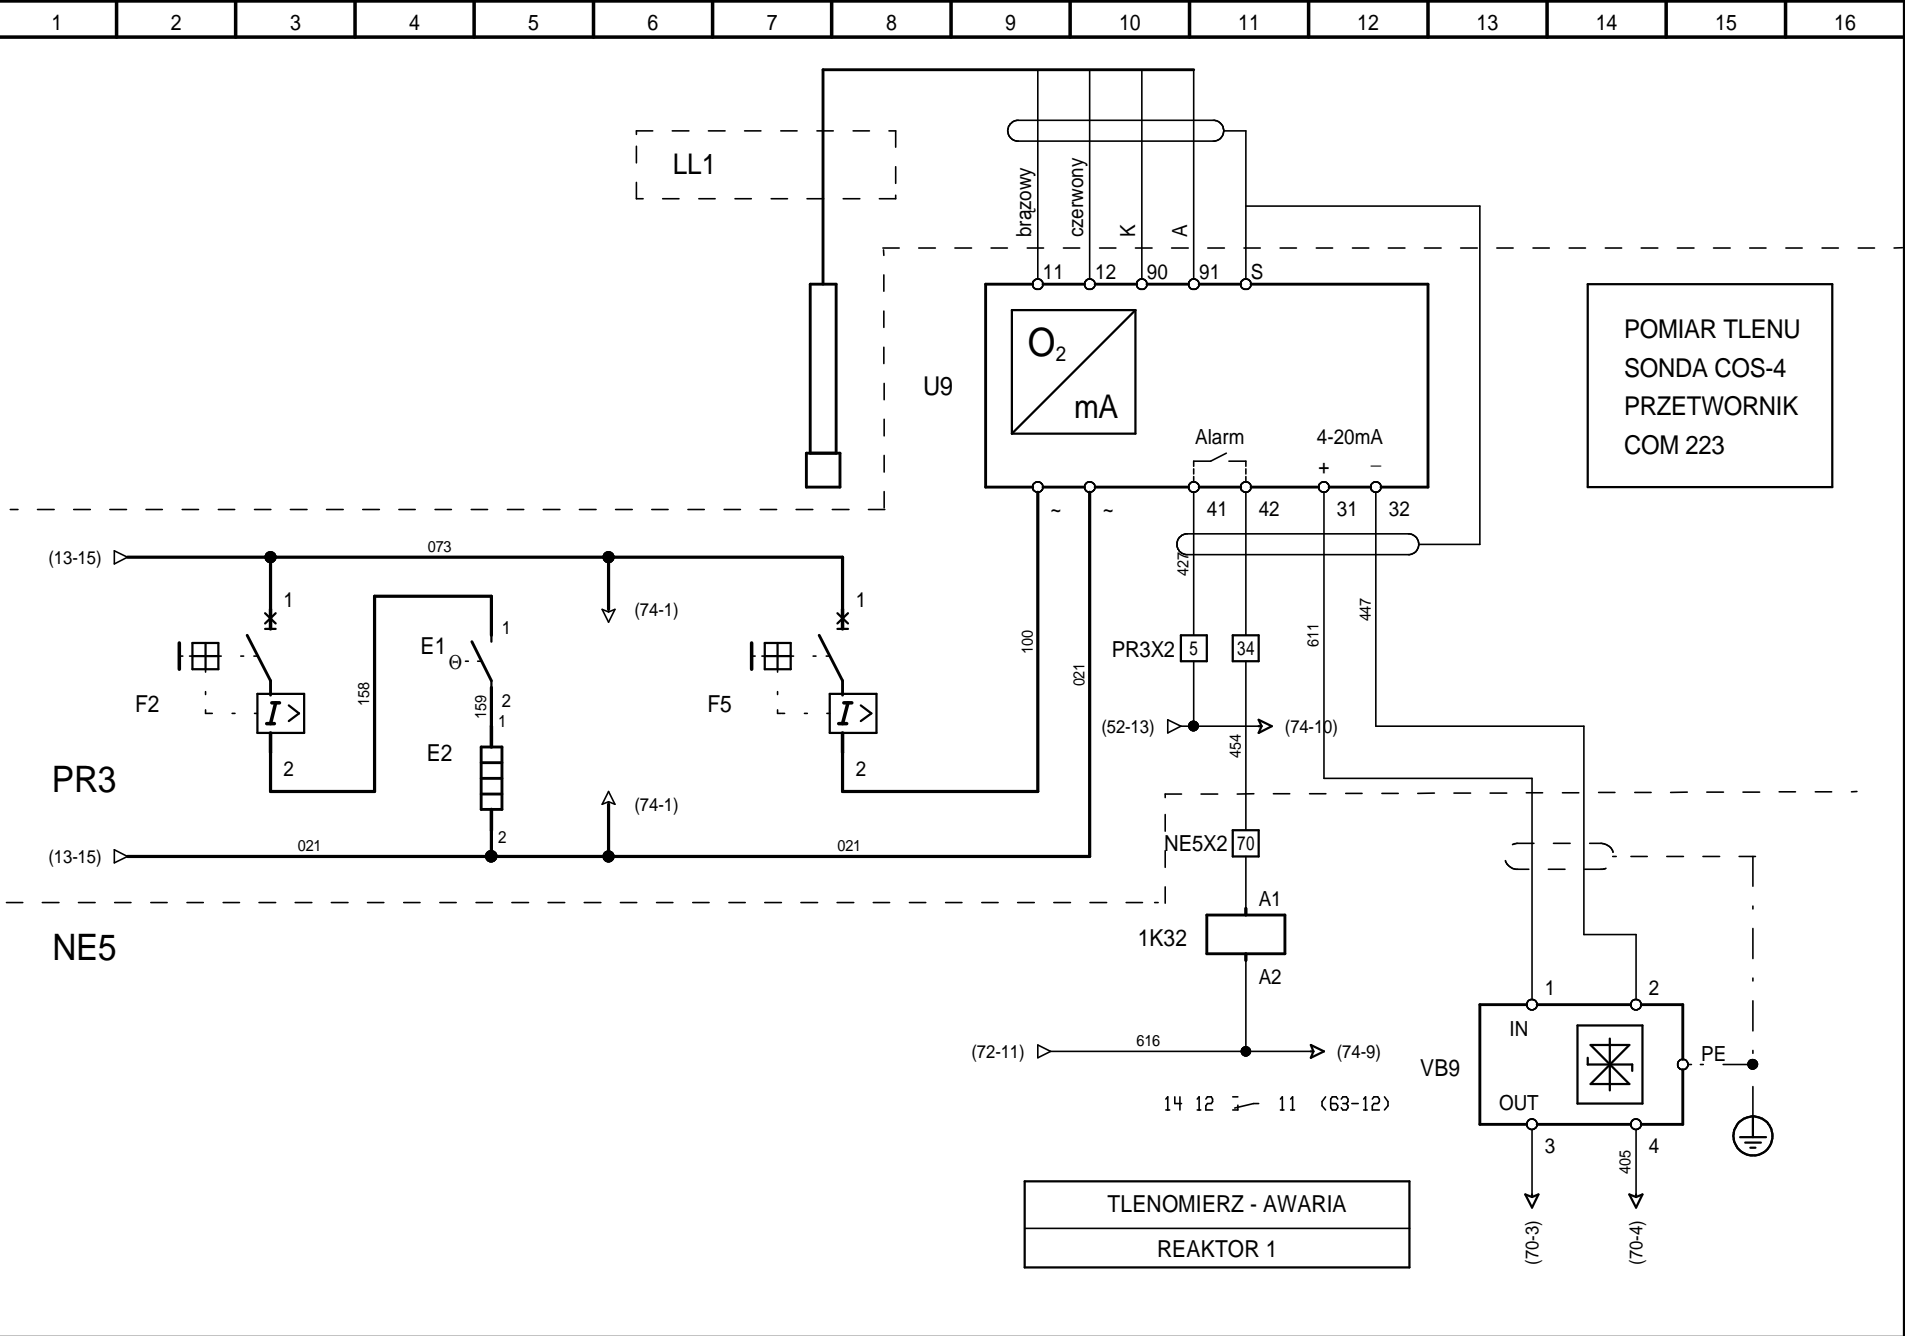 1 2 3 4 5 6 7 8 9 10 11 12 13 14 15 16
LL1
brązowy
czerwony
K
A
11 12 90 91 S
O2
mA
U9
Alarm
4-20mA
+ −
~ ~ 41 42 31 32
POMIAR TLENU
SONDA COS-4
PRZETWORNIK
COM 223
(13-15)
073
427
1
(74-1)
1
E1
1
158
159
2
1
F2
I >
2
E2
2
F5
I >
2
100
021
PR3X2 5 34
611
447
(52-13)
(74-10)
454
PR3
(74-1)
(13-15)
021
021
NE5X2 70
NE5
A1
1K32
A2
(72-11)
616
(74-9)
14 12 11 (63-12)
1 2
IN
VB9
PE
OUT
3 4
405
(70-3)
(70-4)
TLENOMIERZ - AWARIA
REAKTOR 1